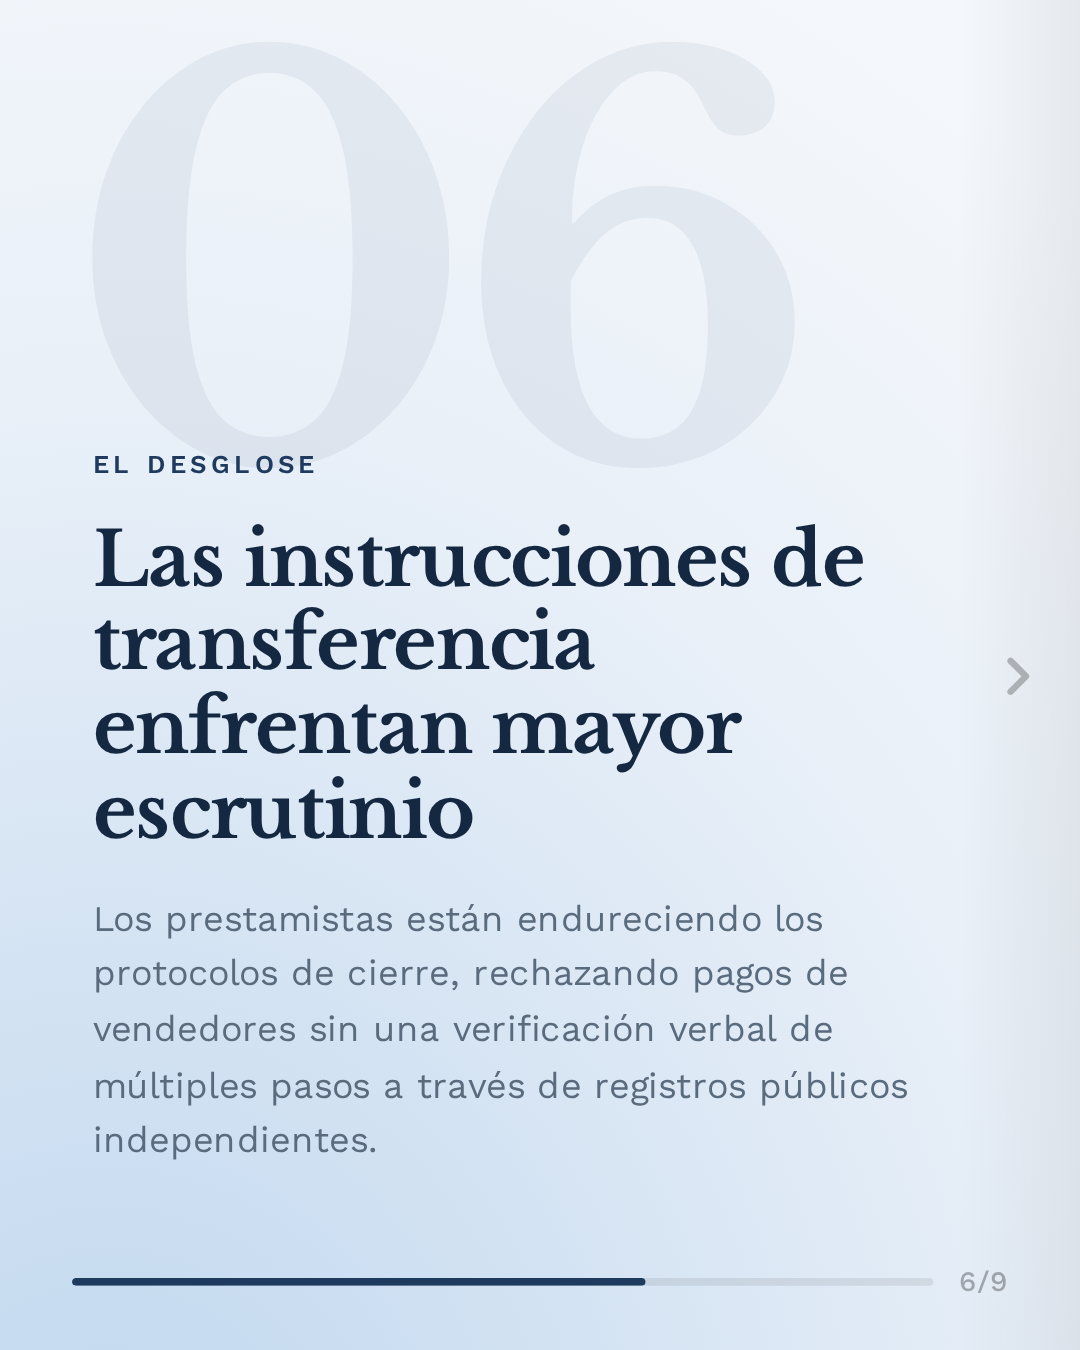 06
EL DESGLOSE
Las instrucciones de
transferencia
enfrentan mayor
escrutinio
Los prestamistas están endureciendo los
protocolos de cierre, rechazando pagos de
vendedores sin una verificación verbal de
múltiples pasos a través de registros públicos
independientes.
6/9